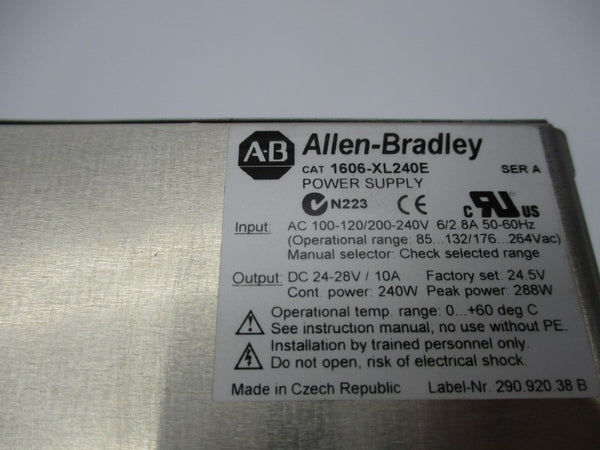 A-B Allen-Bradley
CAT 1606-XL240E SER A
POWER SUPPLY
N223 CE c RU US
Input: AC 100-120/200-240V 6/2.8A 50-60Hz
(Operational range: 85...132/176...264Vac)
Manual selector: Check selected range
Output: DC 24-28V / 10A Factory set: 24.5V
Cont. power: 240W Peak power: 288W
Operational temp. range: 0...+60 deg C
See instruction manual, no use without PE.
Installation by trained personnel only.
Do not open, risk of electrical shock.
Made in Czech Republic Label-Nr. 290.920.38 B